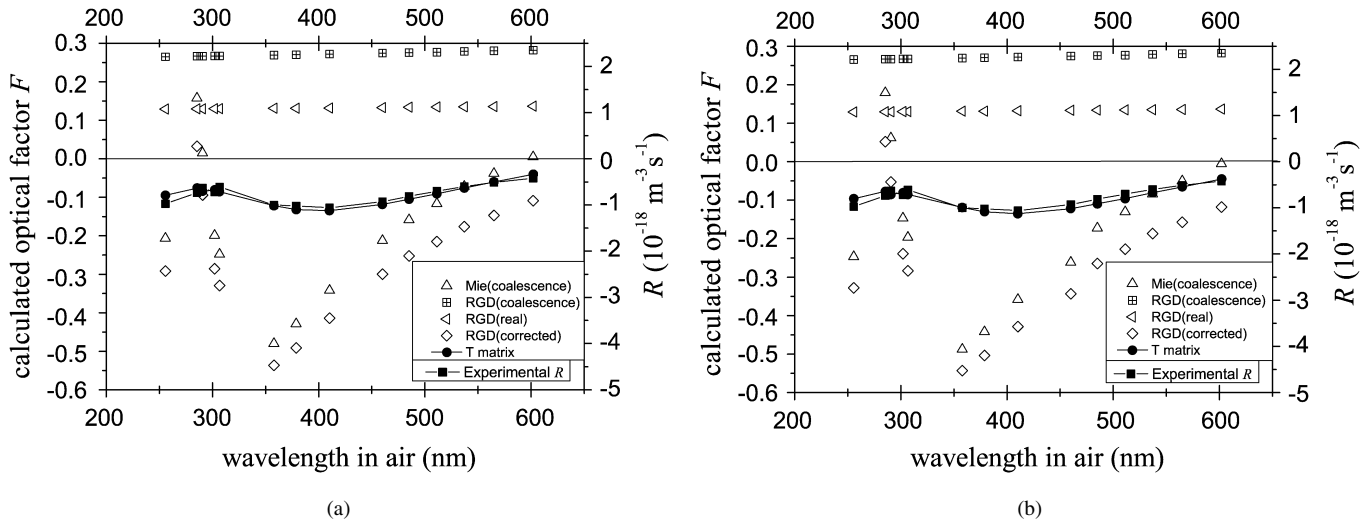 200 300 400 500 600
0.3
0.2
0.1
0.0
-0.1
-0.2
-0.3
-0.4
-0.5
-0.6
calculated optical factor F
2
1
0
-1
-2
-3
-4
-5
R (10⁻¹⁸ m⁻³ s⁻¹)
Mie(coalescence)
RGD(coalescence)
RGD(real)
RGD(corrected)
T matrix
Experimental R
200 300 400 500 600
wavelength in air (nm)
(a)
200 300 400 500 600
0.3
0.2
0.1
0.0
-0.1
-0.2
-0.3
-0.4
-0.5
-0.6
calculated optical factor F
2
1
0
-1
-2
-3
-4
-5
R (10⁻¹⁸ m⁻³ s⁻¹)
Mie(coalescence)
RGD(coalescence)
RGD(real)
RGD(corrected)
T matrix
Experimental R
200 300 400 500 600
wavelength in air (nm)
(b)